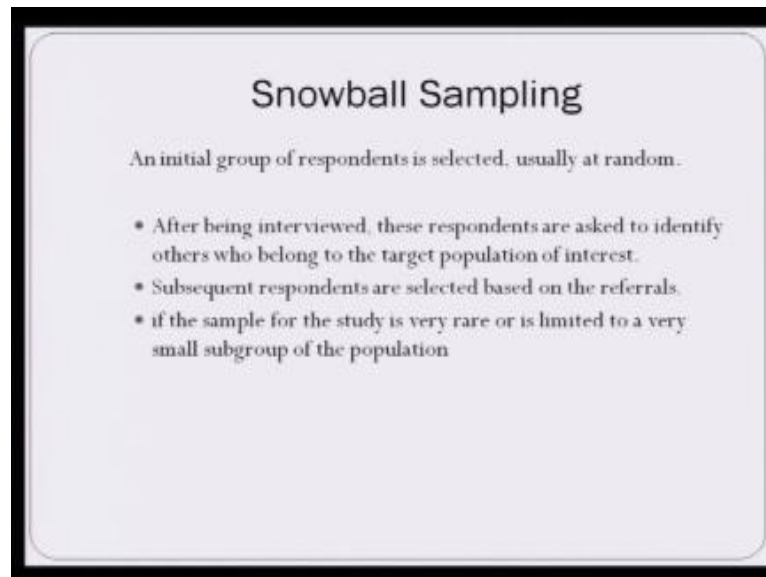 Snowball Sampling
An initial group of respondents is selected, usually at random.
• After being interviewed, these respondents are asked to identify
others who belong to the target population of interest.
• Subsequent respondents are selected based on the referrals.
• if the sample for the study is very rare or is limited to a very
small subgroup of the population